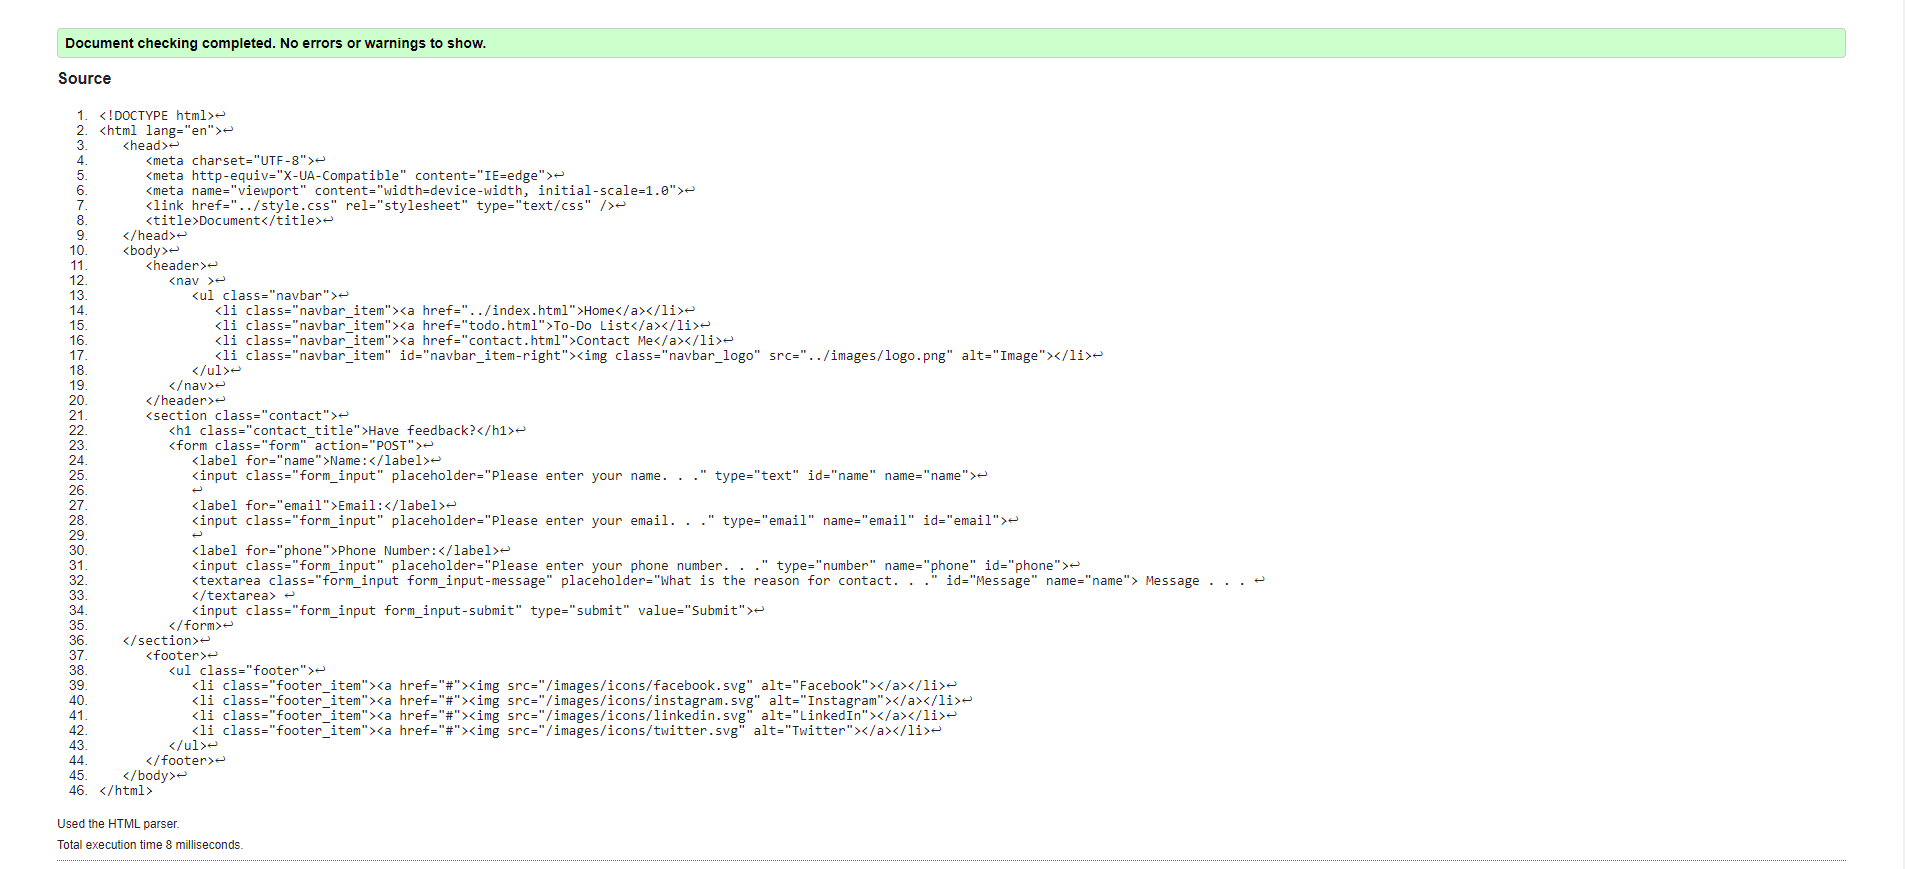 Document checking completed. No errors or warnings to show.
Source
1. <!DOCTYPE html>↩
2. <html lang="en">↩
3.    <head>↩
4.       <meta charset="UTF-8">↩
5.       <meta http-equiv="X-UA-Compatible" content="IE=edge">↩
6.       <meta name="viewport" content="width=device-width, initial-scale=1.0">↩
7.       <link href="../style.css" rel="stylesheet" type="text/css" />↩
8.       <title>Document</title>↩
9.    </head>↩
10.    <body>↩
11.       <header>↩
12.          <nav >↩
13.             <ul class="navbar">↩
14.                <li class="navbar_item"><a href="../index.html">Home</a></li>↩
15.                <li class="navbar_item"><a href="todo.html">To-Do List</a></li>↩
16.                <li class="navbar_item"><a href="contact.html">Contact Me</a></li>↩
17.                <li class="navbar_item" id="navbar_item-right"><img class="navbar_logo" src="../images/logo.png" alt="Image"></li>↩
18.             </ul>↩
19.          </nav>↩
20.       </header>↩
21.       <section class="contact">↩
22.          <h1 class="contact_title">Have feedback?</h1>↩
23.          <form class="form" action="POST">↩
24.             <label for="name">Name:</label>↩
25.             <input class="form_input" placeholder="Please enter your name. . ." type="text" id="name" name="name">↩
26.             ↩
27.             <label for="email">Email:</label>↩
28.             <input class="form_input" placeholder="Please enter your email. . ." type="email" name="email" id="email">↩
29.             ↩
30.             <label for="phone">Phone Number:</label>↩
31.             <input class="form_input" placeholder="Please enter your phone number. . ." type="number" name="phone" id="phone">↩
32.             <textarea class="form_input form_input-message" placeholder="What is the reason for contact. . ." id="Message" name="name"> Message . . . ↩
33.             </textarea> ↩
34.             <input class="form_input form_input-submit" type="submit" value="Submit">↩
35.          </form>↩
36.    </section>↩
37.       <footer>↩
38.          <ul class="footer">↩
39.             <li class="footer_item"><a href="#"><img src="/images/icons/facebook.svg" alt="Facebook"></a></li>↩
40.             <li class="footer_item"><a href="#"><img src="/images/icons/instagram.svg" alt="Instagram"></a></li>↩
41.             <li class="footer_item"><a href="#"><img src="/images/icons/linkedin.svg" alt="LinkedIn"></a></li>↩
42.             <li class="footer_item"><a href="#"><img src="/images/icons/twitter.svg" alt="Twitter"></a></li>↩
43.          </ul>↩
44.       </footer>↩
45.    </body>↩
46. </html>
Used the HTML parser.
Total execution time 8 milliseconds.